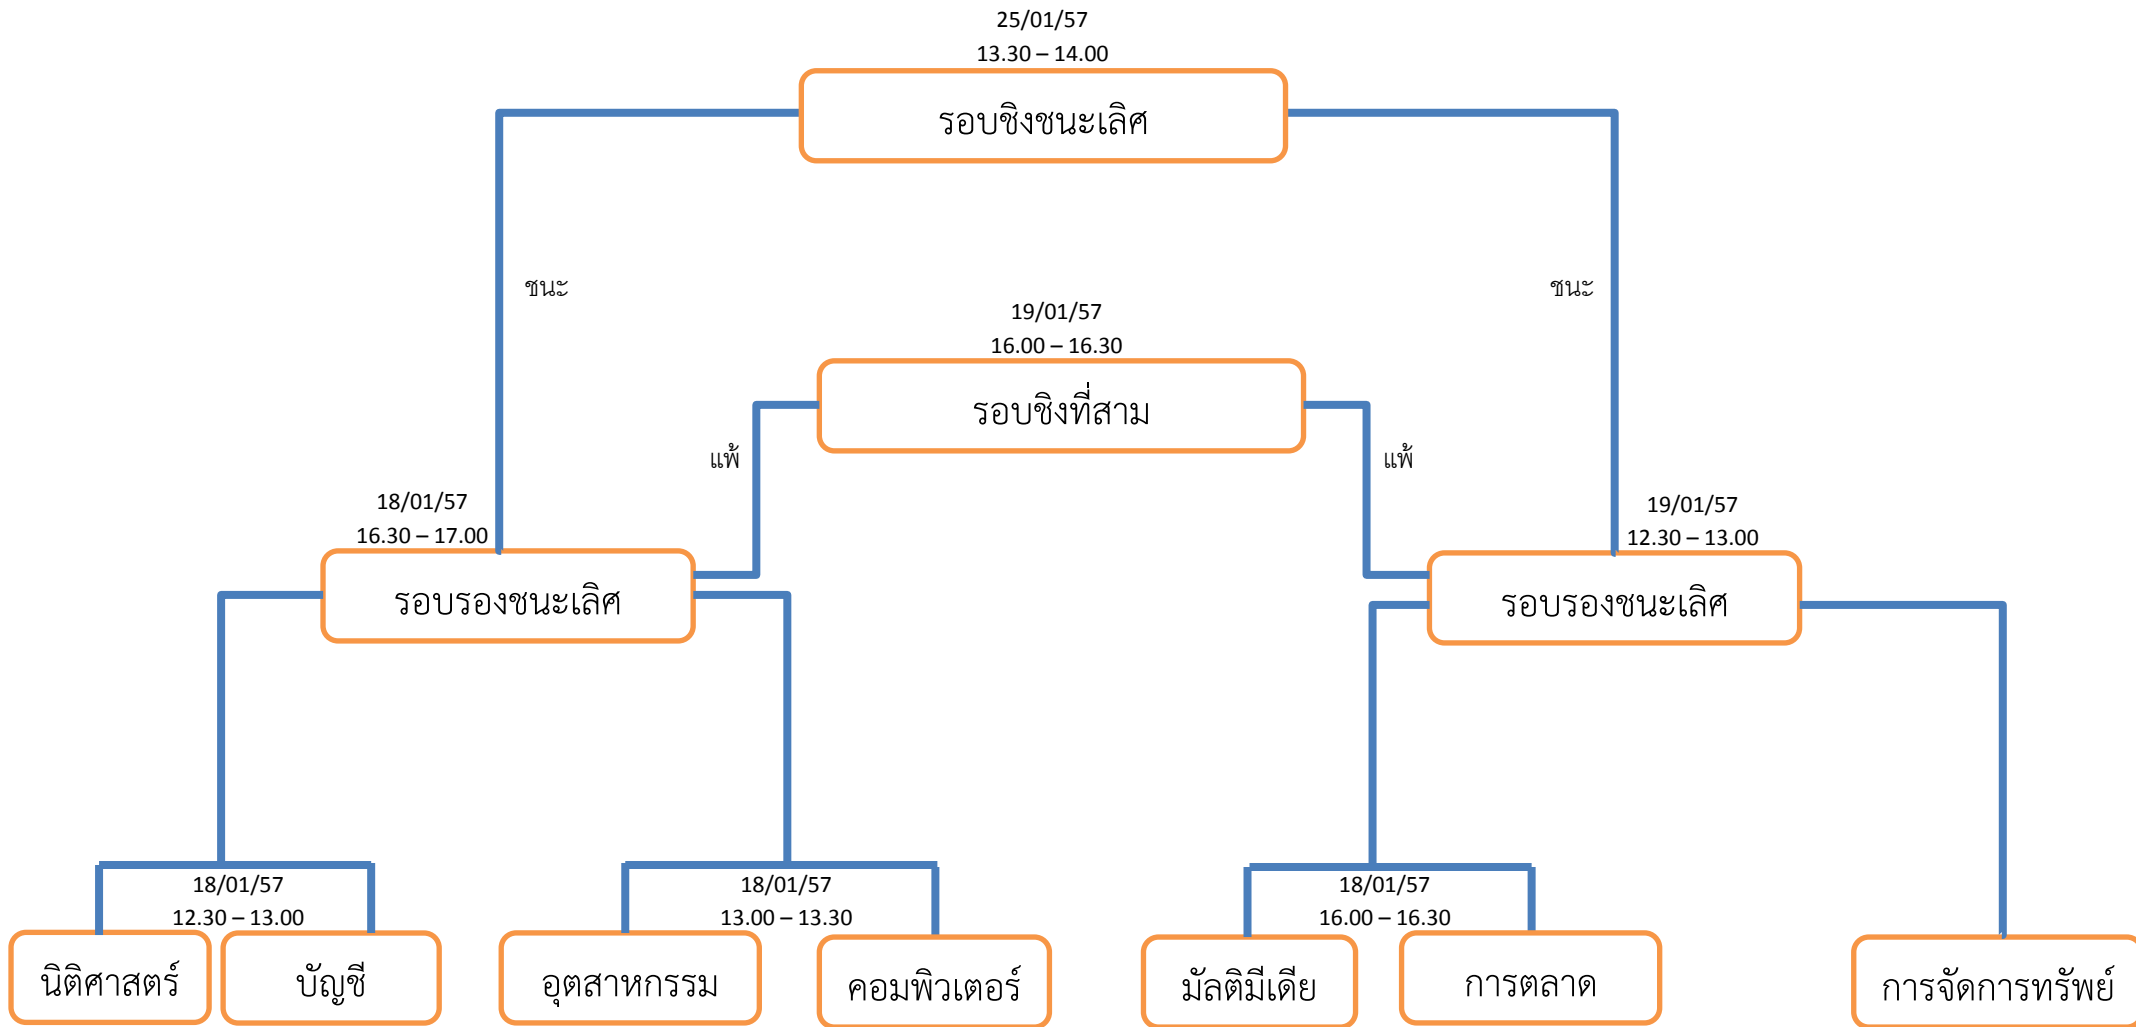 25/01/57
13.30 – 14.00
รอบชิงชนะเลิศ
ชนะ
ชนะ
19/01/57
16.00 – 16.30
รอบชิงที่สาม
แพ้
แพ้
18/01/57
16.30 – 17.00
รอบรองชนะเลิศ
19/01/57
12.30 – 13.00
รอบรองชนะเลิศ
18/01/57
12.30 – 13.00
18/01/57
13.00 – 13.30
18/01/57
16.00 – 16.30
นิติศาสตร์
บัญชี
อุตสาหกรรม
คอมพิวเตอร์
มัลติมีเดีย
การตลาด
การจัดการทรัพย์